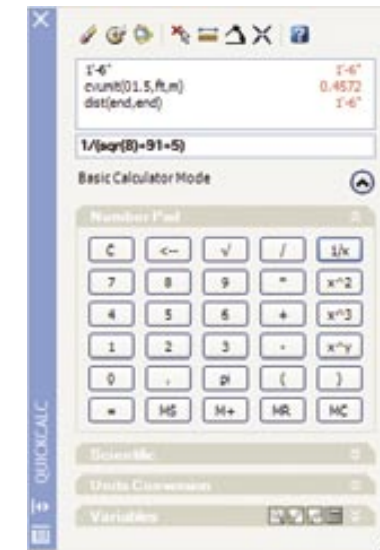 1'-6" 1'-6"
cvunit(01.5,ft,m) 0.4572
dist(end,end) 1'-6"
1/(sqr(8)+91+5)
Basic Calculator Mode
Number Pad
C <-- √ / 1/x
7 8 9 * x^2
4 5 6 + x^3
1 2 3 - x^y
0 . pi ( )
= MS M+ MR MC
Scientific
Units Conversion
Variables
QUICKCALC